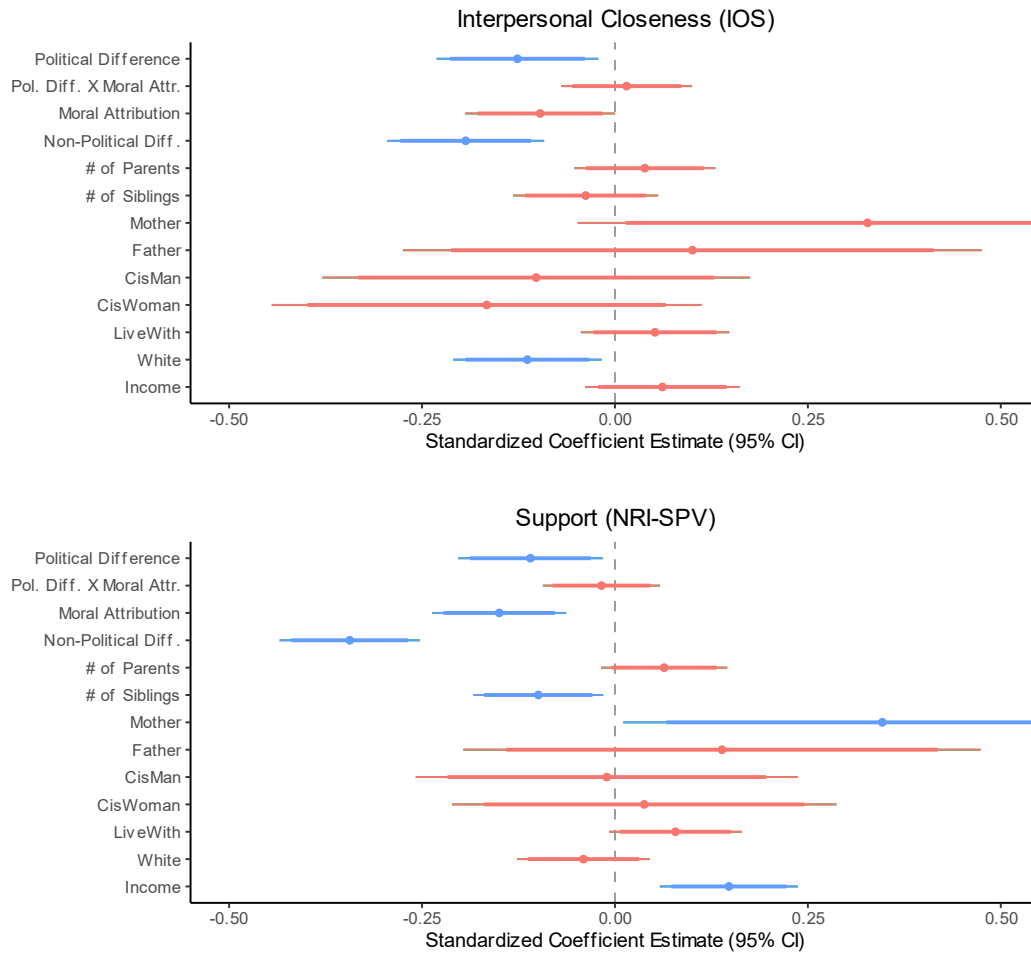 Interpersonal Closeness (IOS)
Political Difference
Pol. Diff. X Moral Attr.
Moral Attribution
Non-Political Diff.
# of Parents
# of Siblings
Mother
Father
CisMan
CisWoman
LiveWith
White
Income
-0.50 -0.25 0.00 0.25 0.50
Standardized Coefficient Estimate (95% CI)
Support (NRI-SPV)
Political Difference
Pol. Diff. X Moral Attr.
Moral Attribution
Non-Political Diff.
# of Parents
# of Siblings
Mother
Father
CisMan
CisWoman
LiveWith
White
Income
-0.50 -0.25 0.00 0.25 0.50
Standardized Coefficient Estimate (95% CI)